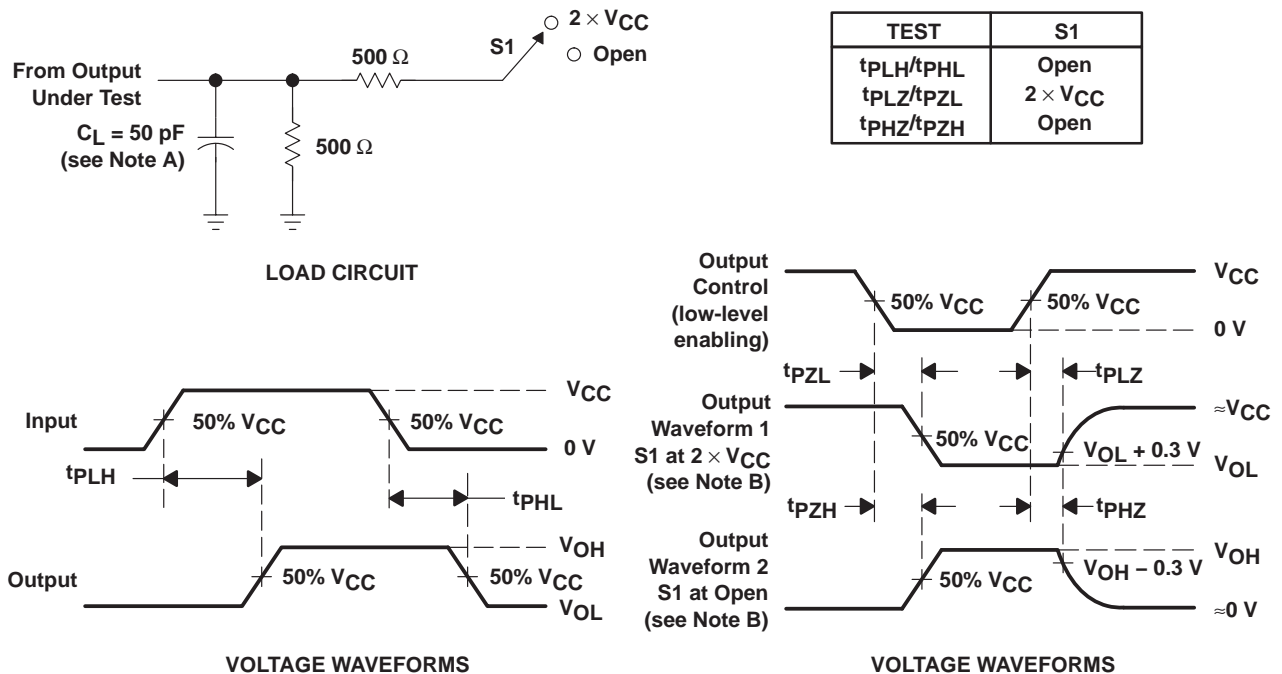 From Output
Under Test
CL = 50 pF
(see Note A)
500 Ω
500 Ω
S1
2 × VCC
Open
LOAD CIRCUIT
TEST S1
tPLH/tPHL Open
tPLZ/tPZL 2 × VCC
tPHZ/tPZH Open
Input
50% VCC
50% VCC
VCC
0 V
tPLH
tPHL
Output
50% VCC
50% VCC
VOH
VOL
VOLTAGE WAVEFORMS
Output
Control
(low-level
enabling)
50% VCC
50% VCC
VCC
0 V
tPZL
tPLZ
Output
Waveform 1
S1 at 2 × VCC
(see Note B)
50% VCC
VOL + 0.3 V
≈VCC
VOL
tPZH
tPHZ
Output
Waveform 2
S1 at Open
(see Note B)
50% VCC
VOH − 0.3 V
VOH
≈0 V
VOLTAGE WAVEFORMS